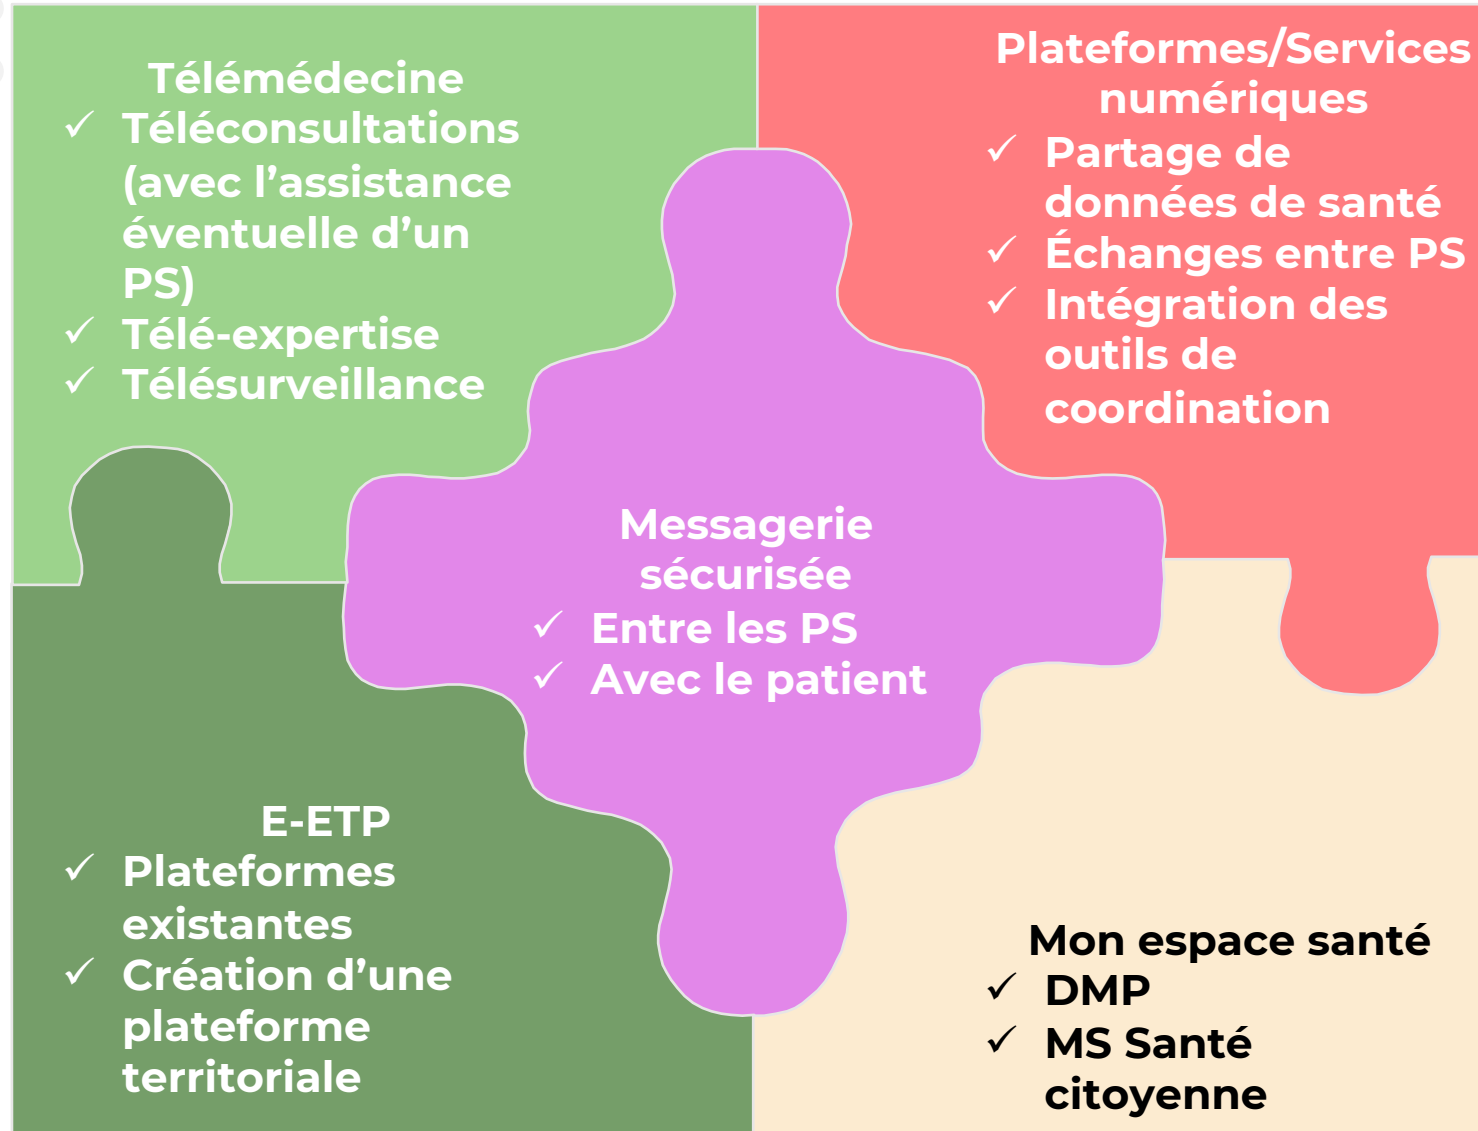 Télémédecine
✓ Téléconsultations
(avec l’assistance
éventuelle d’un
PS)
✓ Télé-expertise
✓ Télésurveillance
Plateformes/Services
numériques
✓ Partage de
données de santé
✓ Échanges entre PS
✓ Intégration des
outils de
coordination
Messagerie
sécurisée
✓ Entre les PS
✓ Avec le patient
E-ETP
✓ Plateformes
existantes
✓ Création d’une
plateforme
territoriale
Mon espace santé
✓ DMP
✓ MS Santé
citoyenne